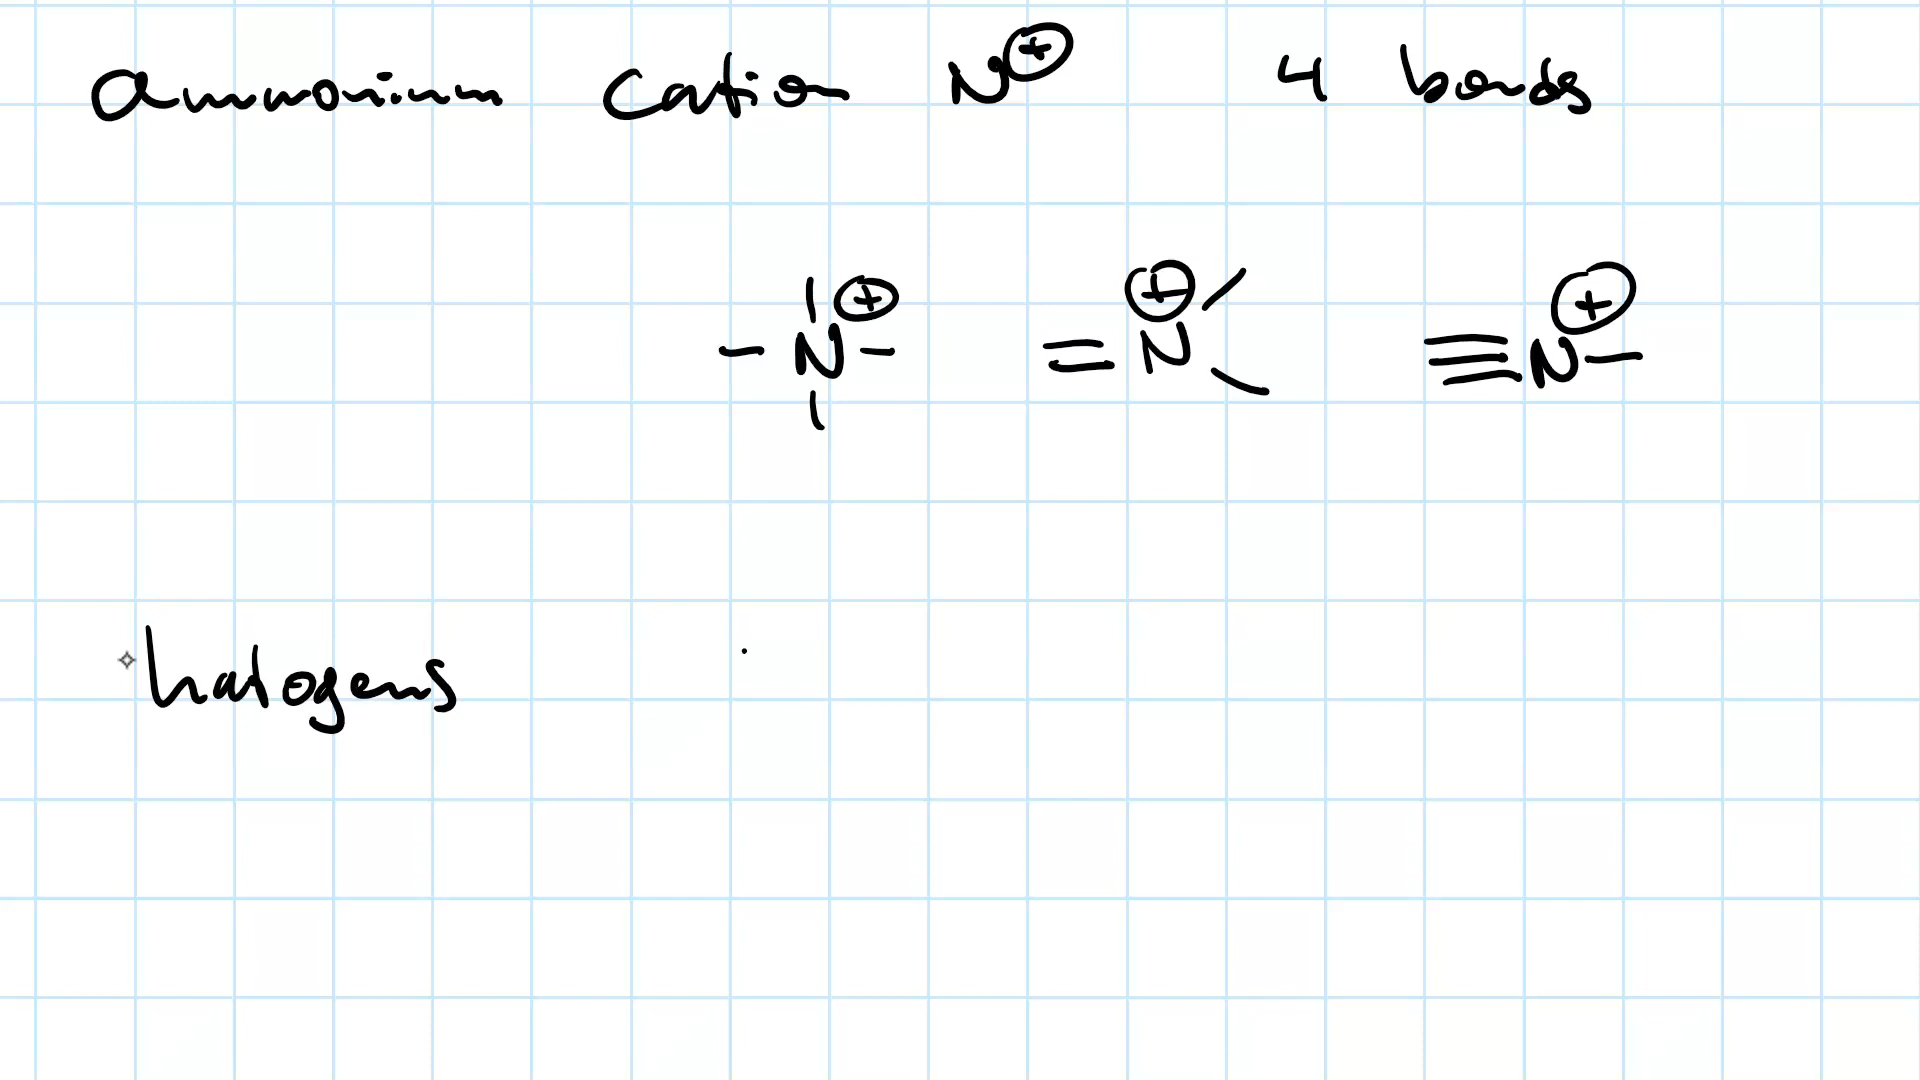 ammonium cation N⊕ 4 bonds
-N⊕- =N⊕ ≡N⊕-
halogens